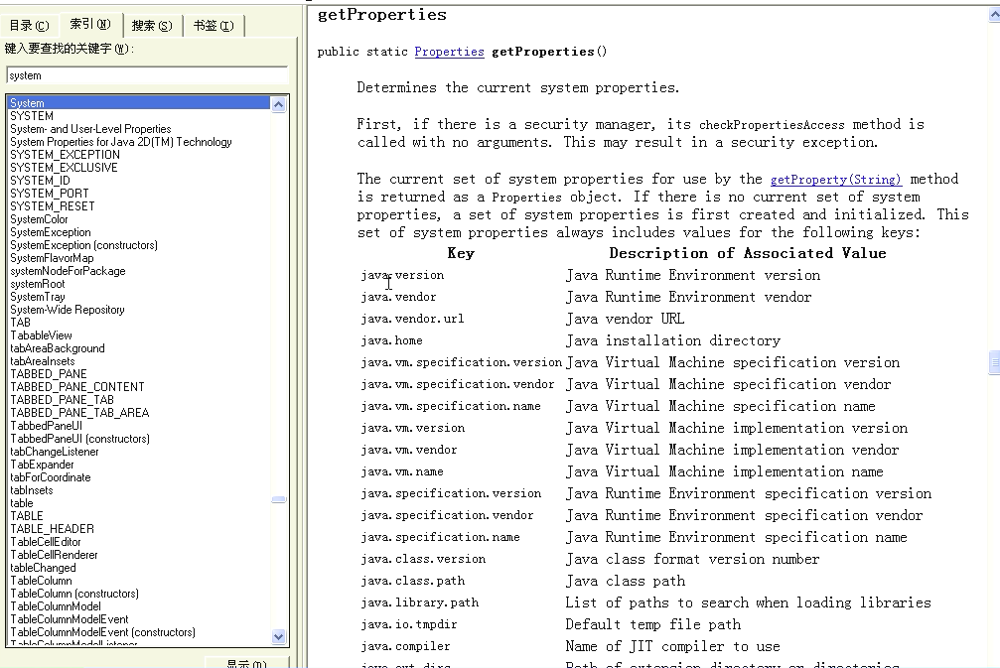 目录(C) 索引(N) 搜索(S) 书签(I)
键入要查找的关键字(W):
system
System
SYSTEM
System- and User-Level Properties
System Properties for Java 2D(TM) Technology
SYSTEM_EXCEPTION
SYSTEM_EXCLUSIVE
SYSTEM_ID
SYSTEM_PORT
SYSTEM_RESET
SystemColor
SystemException
SystemException (constructors)
SystemFlavorMap
systemNodeForPackage
systemRoot
SystemTray
System-Wide Repository
TAB
TabableView
tabAreaBackground
tabAreaInsets
TABBED_PANE
TABBED_PANE_CONTENT
TABBED_PANE_TAB
TABBED_PANE_TAB_AREA
TabbedPaneUI
TabbedPaneUI (constructors)
tabChangeListener
TabExpander
tabForCoordinate
tabInsets
table
TABLE
TABLE_HEADER
TableCellEditor
TableCellRenderer
tableChanged
TableColumn
TableColumn (constructors)
TableColumnModel
TableColumnModelEvent
TableColumnModelEvent (constructors)
TableColumnModelListener
显示(D)
getProperties
public static Properties getProperties()
Determines the current system properties.
First, if there is a security manager, its checkPropertiesAccess method is
called with no arguments. This may result in a security exception.
The current set of system properties for use by the getProperty(String) method
is returned as a Properties object. If there is no current set of system
properties, a set of system properties is first created and initialized. This
set of system properties always includes values for the following keys:
Key Description of Associated Value
java.version Java Runtime Environment version
java.vendor Java Runtime Environment vendor
java.vendor.url Java vendor URL
java.home Java installation directory
java.vm.specification.version Java Virtual Machine specification version
java.vm.specification.vendor Java Virtual Machine specification vendor
java.vm.specification.name Java Virtual Machine specification name
java.vm.version Java Virtual Machine implementation version
java.vm.vendor Java Virtual Machine implementation vendor
java.vm.name Java Virtual Machine implementation name
java.specification.version Java Runtime Environment specification version
java.specification.vendor Java Runtime Environment specification vendor
java.specification.name Java Runtime Environment specification name
java.class.version Java class format version number
java.class.path Java class path
java.library.path List of paths to search when loading libraries
java.io.tmpdir Default temp file path
java.compiler Name of JIT compiler to use
java.ext.dirs Path of extension directory or directories